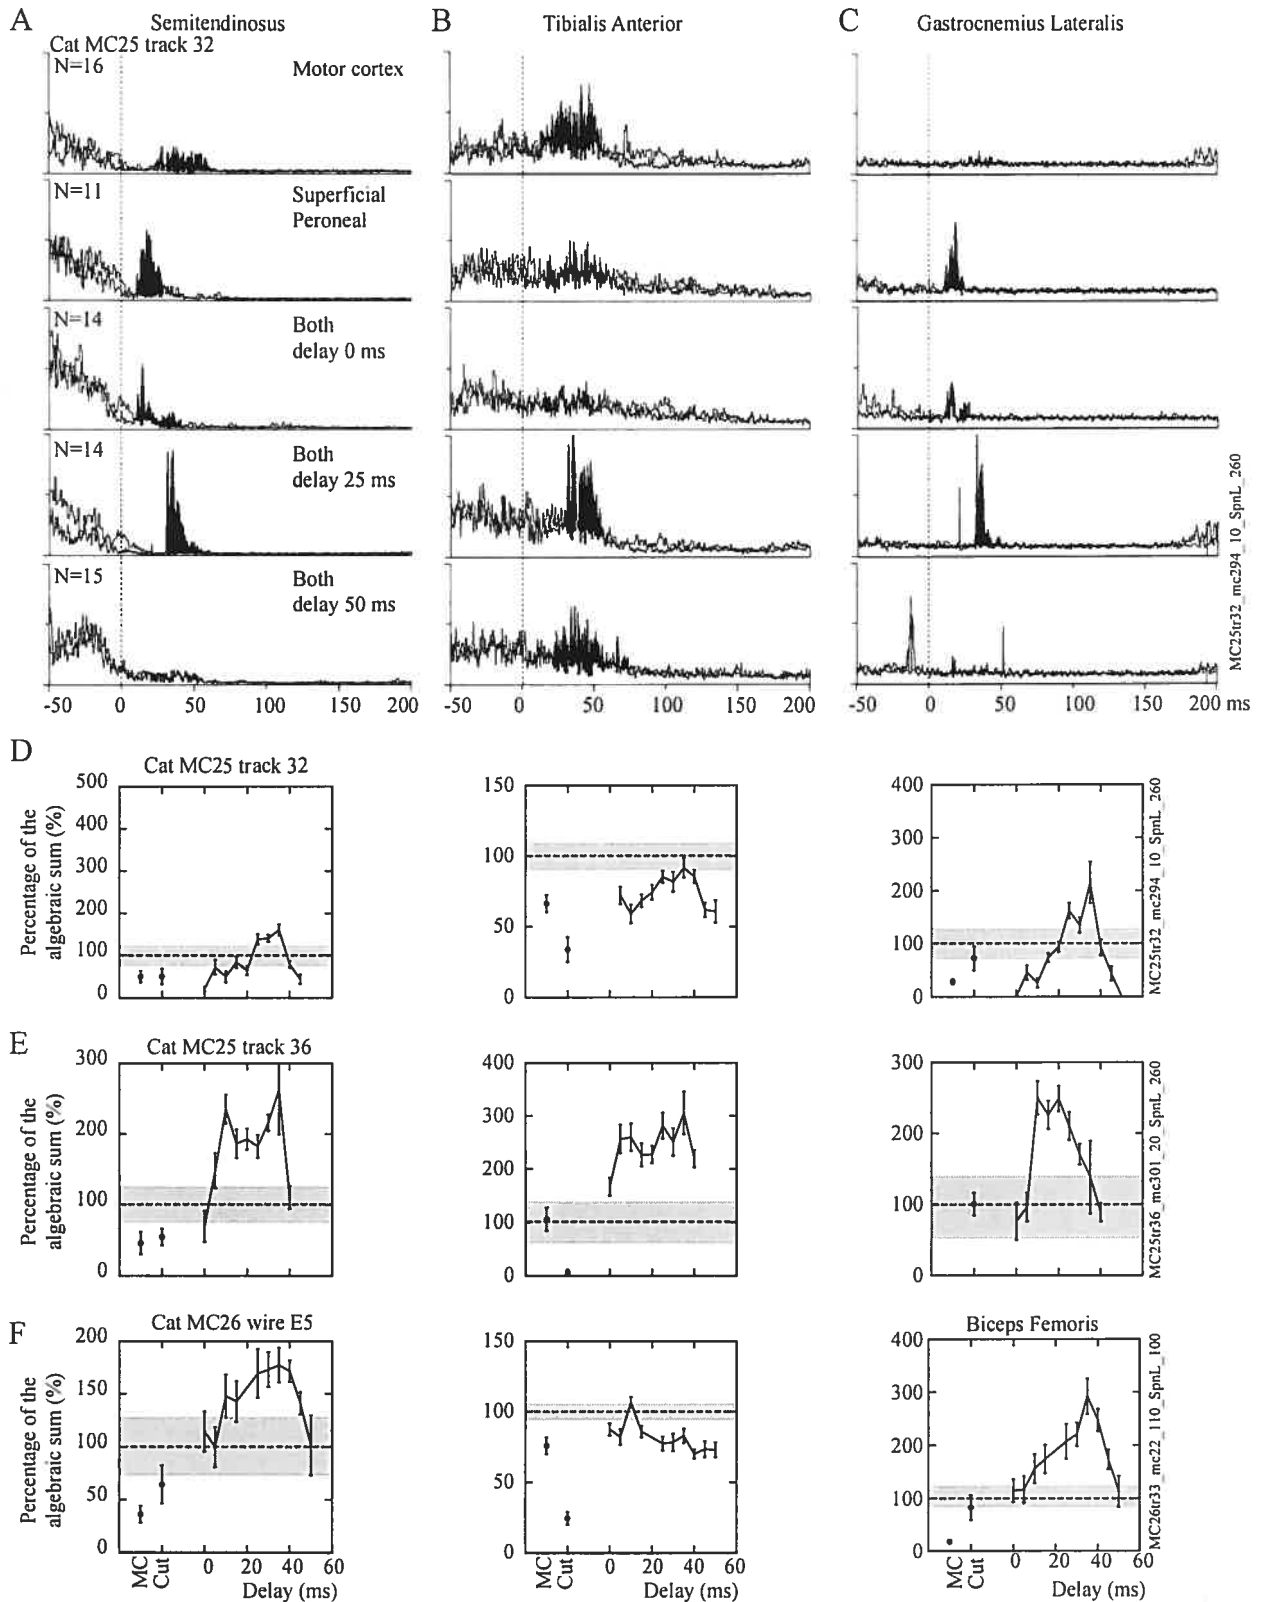 A Semitendinosus B Tibialis Anterior C Gastrocnemius Lateralis
Cat MC25 track 32
N=16 Motor cortex
N=11 Superficial
Peroneal
N=14 Both
delay 0 ms
N=14 Both
delay 25 ms
N=15 Both
delay 50 ms
-50 0 50 100 150 200 -50 0 50 100 150 200 -50 0 50 100 150 200 ms
MC25tr32_mc294_10_SpnL_260
D
Cat MC25 track 32
Percentage of the
algebraic sum (%)
500
400
300
200
100
0
150
100
50
0
400
300
200
100
0
MC25tr32_mc294_10_SpnL_260
E
Cat MC25 track 36
Percentage of the
algebraic sum (%)
300
200
100
0
400
300
200
100
0
300
200
100
0
MC25tr36_mc301_20_SpnL_260
F
Cat MC26 wire E5
Biceps Femoris
Percentage of the
algebraic sum (%)
200
150
100
50
0
150
100
50
0
400
300
200
100
0
MC26tr33_mc22_110_SpnL_100
MC Cut 0 20 40 60
Delay (ms)
MC Cut 0 20 40 60
Delay (ms)
MC Cut 0 20 40 60
Delay (ms)